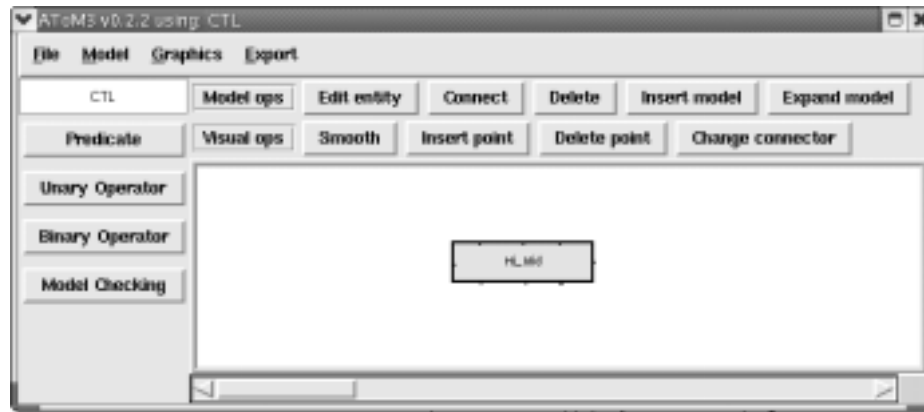 AToM3 v0.2.2 using: CTL
File Model Graphics Export
CTL Model ops Edit entity Connect Delete Insert model Expand model
Predicate Visual ops Smooth Insert point Delete point Change connector
Unary Operator
Binary Operator
Model Checking